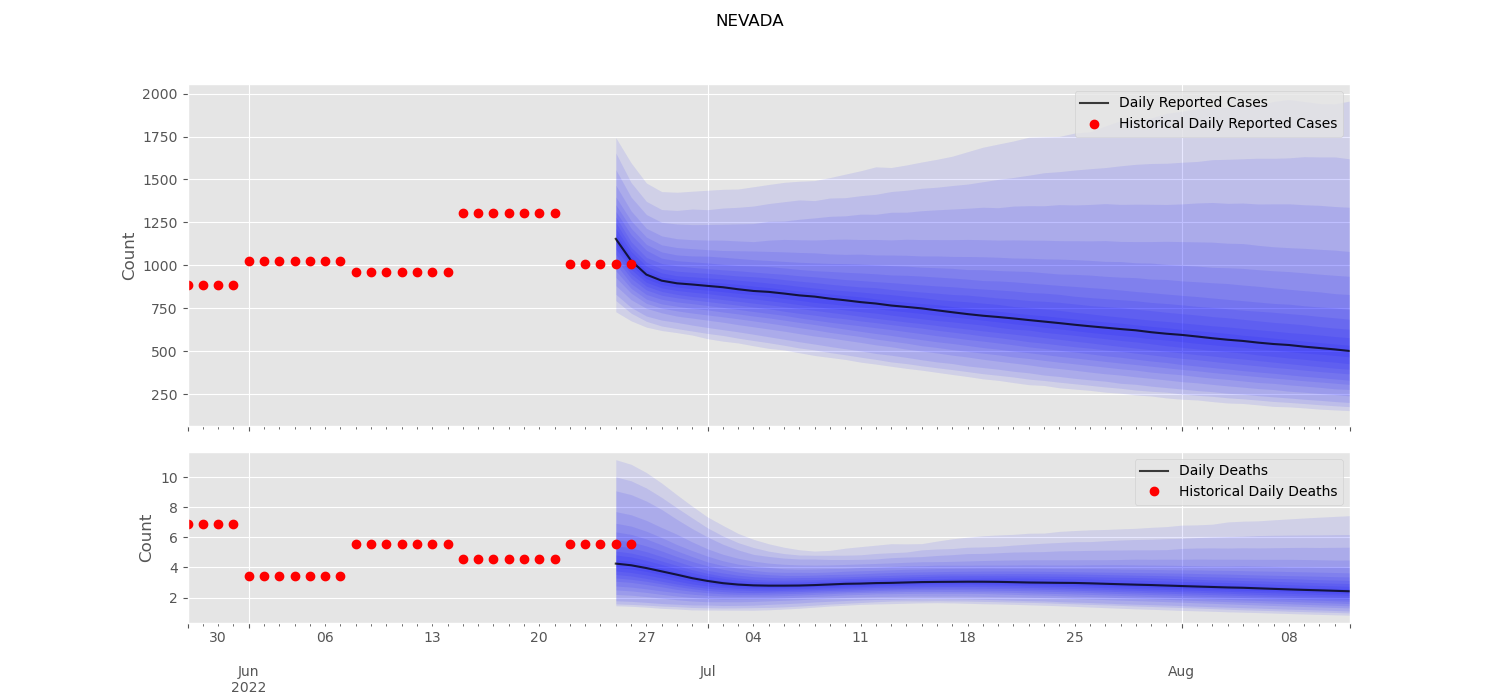 NEVADA
2000
1750
1500
1250
1000
750
500
250
Count
Daily Reported Cases
Historical Daily Reported Cases
10
8
6
4
2
Count
Daily Deaths
Historical Daily Deaths
30 06 13 20 27 04 11 18 25 08
Jun Jul Aug
2022